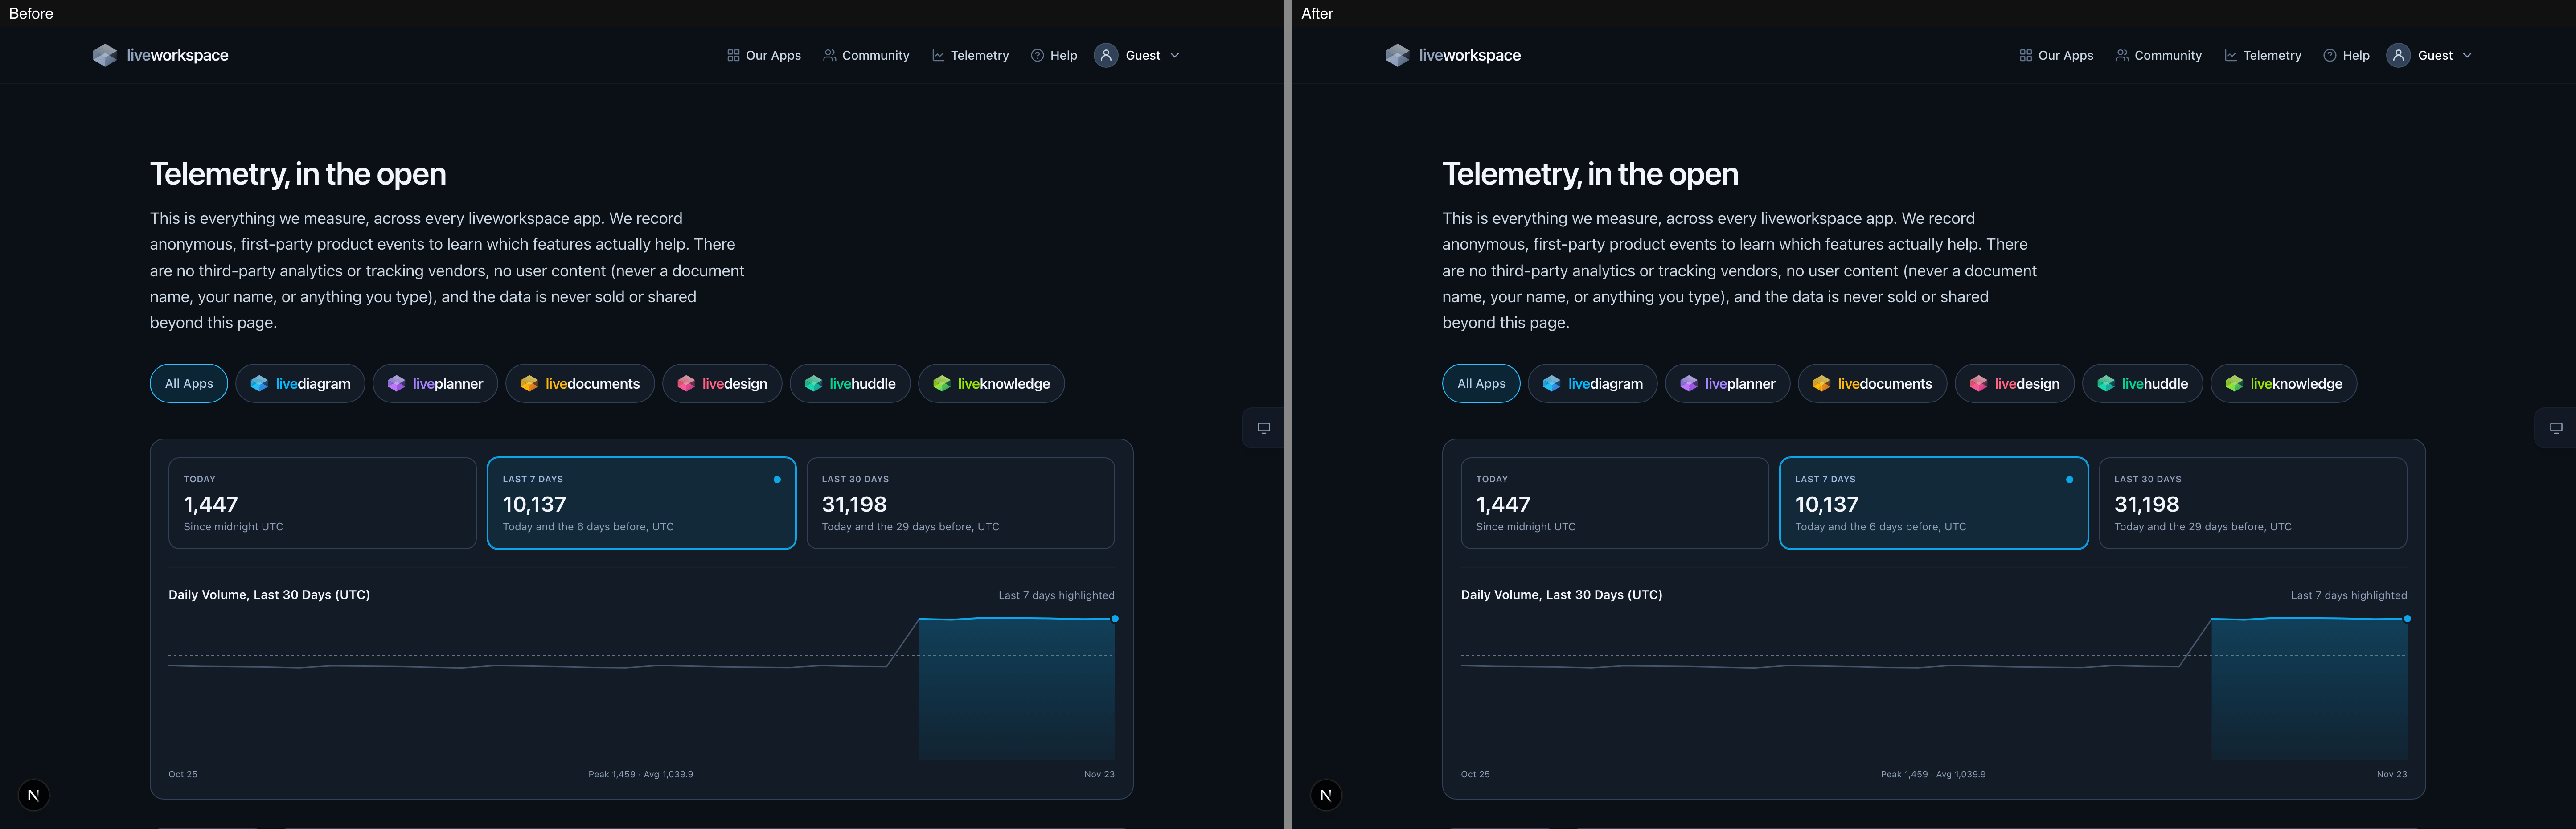 Before
liveworkspace
Our Apps Community Telemetry Help Guest
Telemetry, in the open
This is everything we measure, across every liveworkspace app. We record
anonymous, first-party product events to learn which features actually help. There
are no third-party analytics or tracking vendors, no user content (never a document
name, your name, or anything you type), and the data is never sold or shared
beyond this page.
All Apps livediagram liveplanner livedocuments livedesign livehuddle liveknowledge
TODAY
1,447
Since midnight UTC
LAST 7 DAYS
10,137
Today and the 6 days before, UTC
LAST 30 DAYS
31,198
Today and the 29 days before, UTC
Daily Volume, Last 30 Days (UTC)
Last 7 days highlighted
Oct 25
Peak 1,459 · Avg 1,039.9
Nov 23
N
After
liveworkspace
Our Apps Community Telemetry Help Guest
Telemetry, in the open
This is everything we measure, across every liveworkspace app. We record
anonymous, first-party product events to learn which features actually help. There
are no third-party analytics or tracking vendors, no user content (never a document
name, your name, or anything you type), and the data is never sold or shared
beyond this page.
All Apps livediagram liveplanner livedocuments livedesign livehuddle liveknowledge
TODAY
1,447
Since midnight UTC
LAST 7 DAYS
10,137
Today and the 6 days before, UTC
LAST 30 DAYS
31,198
Today and the 29 days before, UTC
Daily Volume, Last 30 Days (UTC)
Last 7 days highlighted
Oct 25
Peak 1,459 · Avg 1,039.9
Nov 23
N